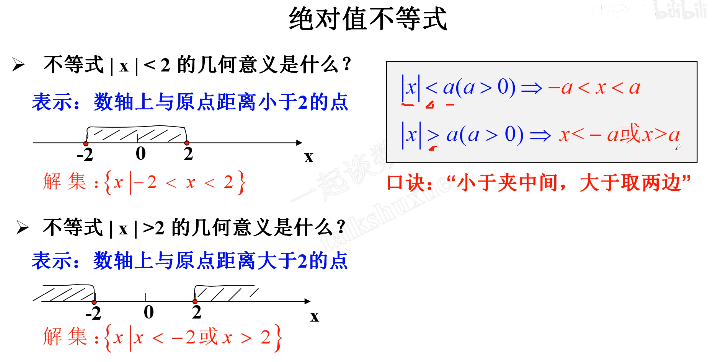 绝对值不等式
➢ 不等式 | x | < 2 的几何意义是什么？
表示：数轴上与原点距离小于2的点
-2 0 2 x
解集:{x|-2 < x < 2}
|x| < a(a > 0) ⇒ -a < x < a
|x| > a(a > 0) ⇒ x< - a或x>a
口诀：“小于夹中间，大于取两边”
➢ 不等式 | x | >2 的几何意义是什么？
表示：数轴上与原点距离大于2的点
-2 0 2 x
解集:{x|x < -2或x > 2}
bilibili